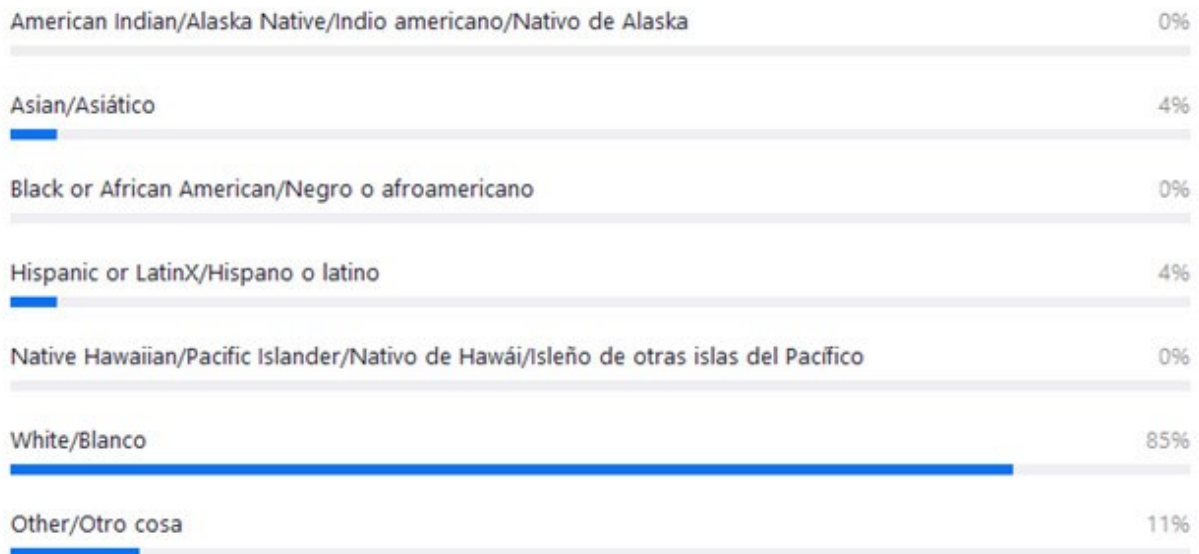 American Indian/Alaska Native/Indio americano/Nativo de Alaska 0%
Asian/Asiático 4%
Black or African American/Negro o afroamericano 0%
Hispanic or LatinX/Hispano o latino 4%
Native Hawaiian/Pacific Islander/Nativo de Hawái/Isleño de otras islas del Pacífico 0%
White/Blanco 85%
Other/Otro cosa 11%